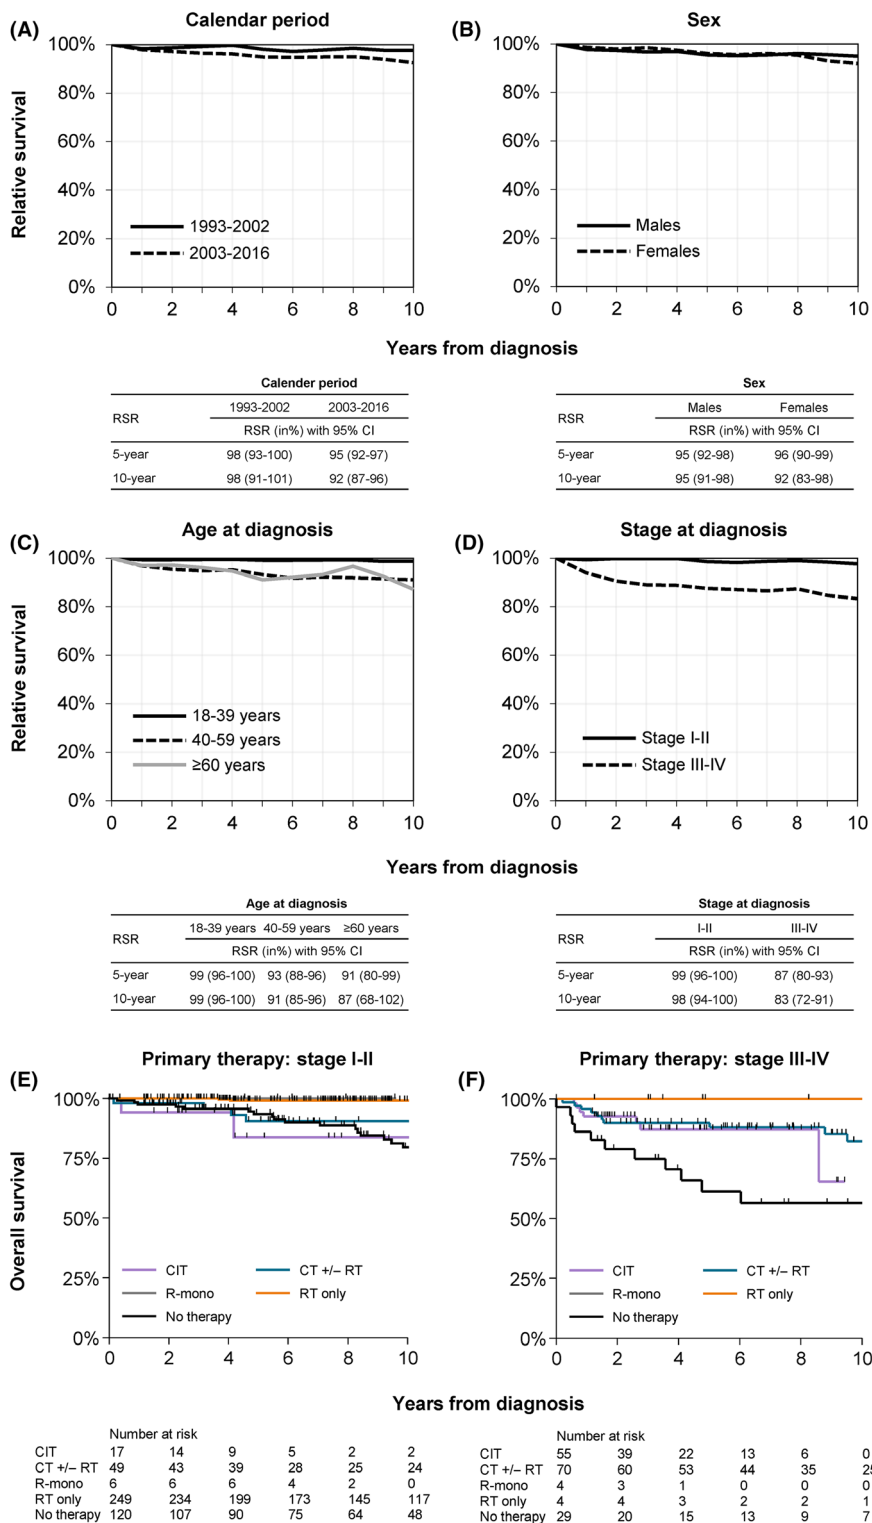 (A) Calendar period
Relative survival
100%
80%
60%
40%
20%
0%
1993-2002
2003-2016
0 2 4 6 8 10
(B) Sex
100%
80%
60%
40%
20%
0%
Males
Females
0 2 4 6 8 10
Years from diagnosis
Calender period
RSR 1993-2002 2003-2016
RSR (in%) with 95% CI
5-year 98 (93-100) 95 (92-97)
10-year 98 (91-101) 92 (87-96)
Sex
RSR Males Females
RSR (in%) with 95% CI
5-year 95 (92-98) 96 (90-99)
10-year 95 (91-98) 92 (83-98)
(C) Age at diagnosis
Relative survival
100%
80%
60%
40%
20%
0%
18-39 years
40-59 years
≥60 years
0 2 4 6 8 10
(D) Stage at diagnosis
100%
80%
60%
40%
20%
0%
Stage I-II
Stage III-IV
0 2 4 6 8 10
Years from diagnosis
Age at diagnosis
RSR 18-39 years 40-59 years ≥60 years
RSR (in%) with 95% CI
5-year 99 (96-100) 93 (88-96) 91 (80-99)
10-year 99 (96-100) 91 (85-96) 87 (68-102)
Stage at diagnosis
RSR I-II III-IV
RSR (in%) with 95% CI
5-year 99 (96-100) 87 (80-93)
10-year 98 (94-100) 83 (72-91)
(E) Primary therapy: stage I-II
Overall survival
100%
75%
50%
25%
0%
CIT CT +/− RT
R-mono RT only
No therapy
0 2 4 6 8 10
(F) Primary therapy: stage III-IV
100%
75%
50%
25%
0%
CIT CT +/− RT
R-mono RT only
No therapy
0 2 4 6 8 10
Years from diagnosis
Number at risk
CIT 17 14 9 5 2 2
CT +/− RT 49 43 39 28 25 24
R-mono 6 6 6 4 2 0
RT only 249 234 199 173 145 117
No therapy 120 107 90 75 64 48
Number at risk
CIT 55 39 22 13 6 0
CT +/− RT 70 60 53 44 35 25
R-mono 4 3 1 0 0 0
RT only 4 4 3 2 2 1
No therapy 29 20 15 13 9 7